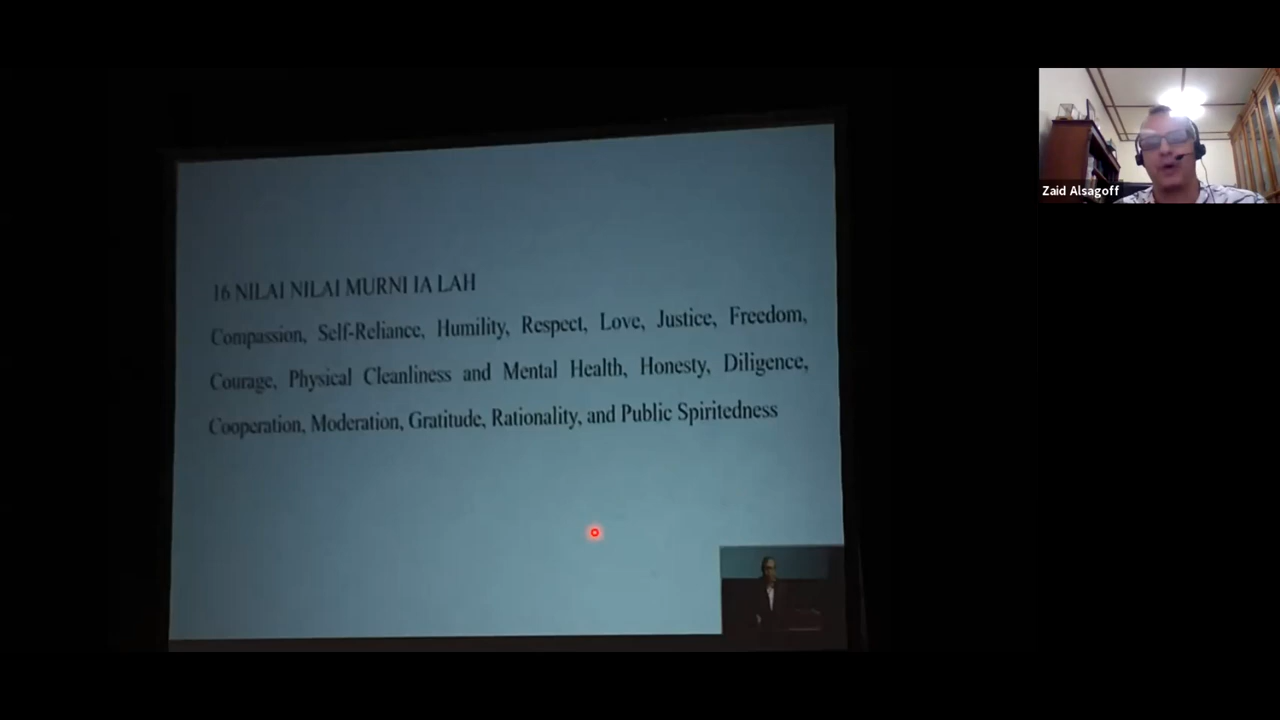 16 NILAI NILAI MURNI IA LAH
Compassion, Self-Reliance, Humility, Respect, Love, Justice, Freedom,
Courage, Physical Cleanliness and Mental Health, Honesty, Diligence,
Cooperation, Moderation, Gratitude, Rationality, and Public Spiritedness
Zaid Alsagoff